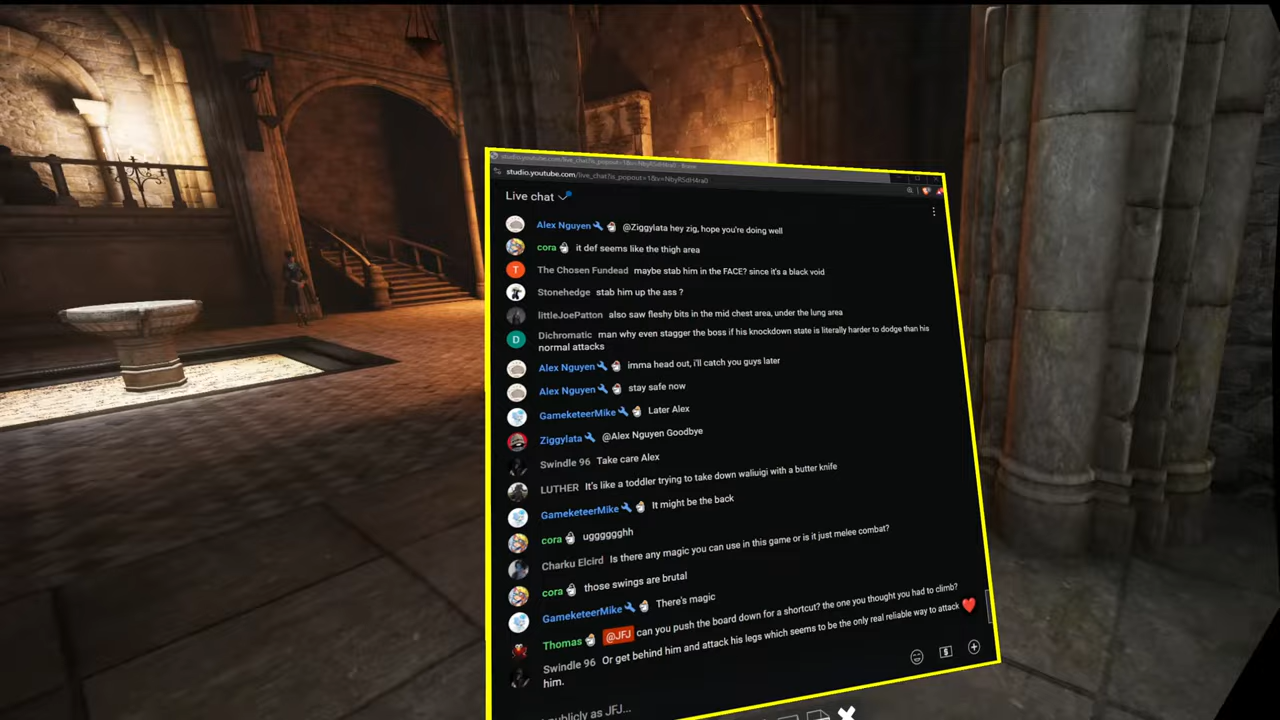 studio.youtube.com/live_chat?is_popout=1&v=
studio.youtube.com/live_chat?is_popout=1&v=
Live chat
Alex Nguyen @Ziggylata hey zig, hope you're doing well
cora it def seems like the thigh area
T The Chosen Fundead maybe stab him in the FACE? since it's a black void
Stonehedge stab him up the ass ?
littleJoePatton also saw fleshy bits in the mid chest area, under the lung area
D Dichromatic man why even stagger the boss if his knockdown state is literally harder to dodge than his
normal attacks
Alex Nguyen imma head out, i'll catch you guys later
Alex Nguyen stay safe now
GameketeerMike Later Alex
Ziggylata @Alex Nguyen Goodbye
Swindle 96 Take care Alex
LUTHER It's like a toddler trying to take down waliuigi with a butter knife
GameketeerMike It might be the back
cora uggggghh
Charku Elcird Is there any magic you can use in this game or is it just melee combat?
cora those swings are brutal
GameketeerMike There's magic
Thomas @JFJ can you push the board down for a shortcut? the one you thought you had to climb?
Swindle 96 Or get behind him and attack his legs which seems to be the only real reliable way to attack
him.
publicly as JFJ...